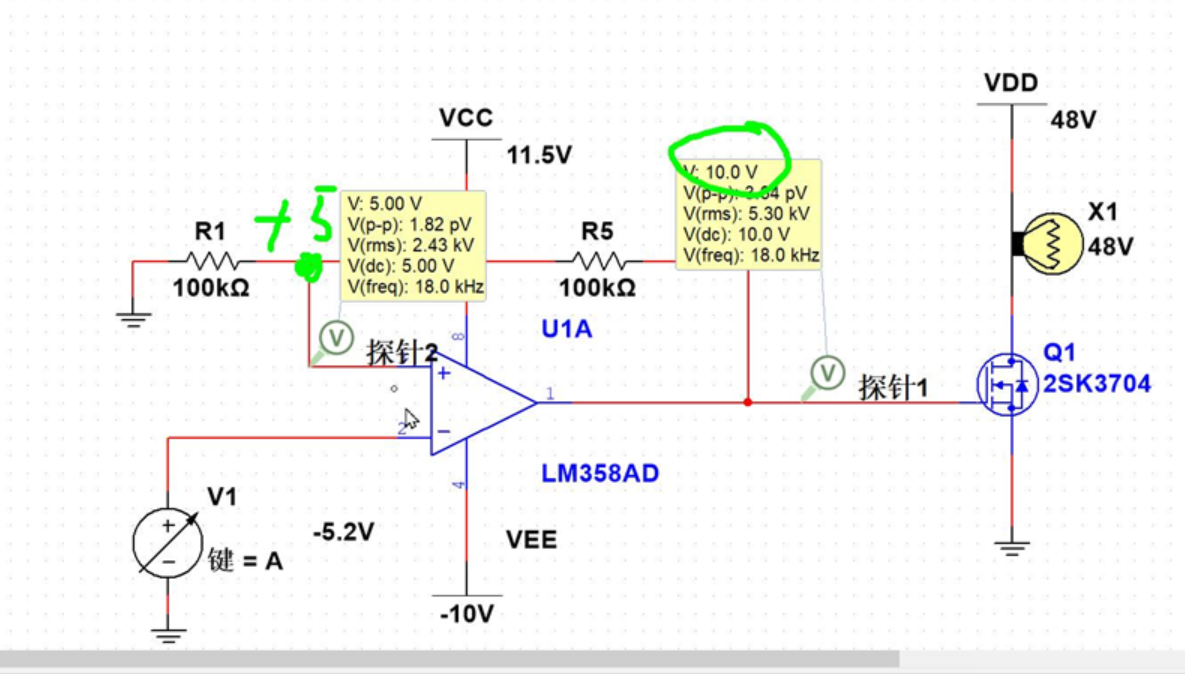 VDD
48V
VCC
11.5V
+5
V: 5.00 V
V(p-p): 1.82 pV
V(rms): 2.43 kV
V(dc): 5.00 V
V(freq): 18.0 kHz
V: 10.0 V
V(p-p): 3.64 pV
V(rms): 5.30 kV
V(dc): 10.0 V
V(freq): 18.0 kHz
R1
100kΩ
R5
100kΩ
X1
48V
U1A
8
V
探针2
+
−
2
1
4
V
探针1
Q1
2SK3704
LM358AD
V1
+
−
键 = A
-5.2V
VEE
-10V